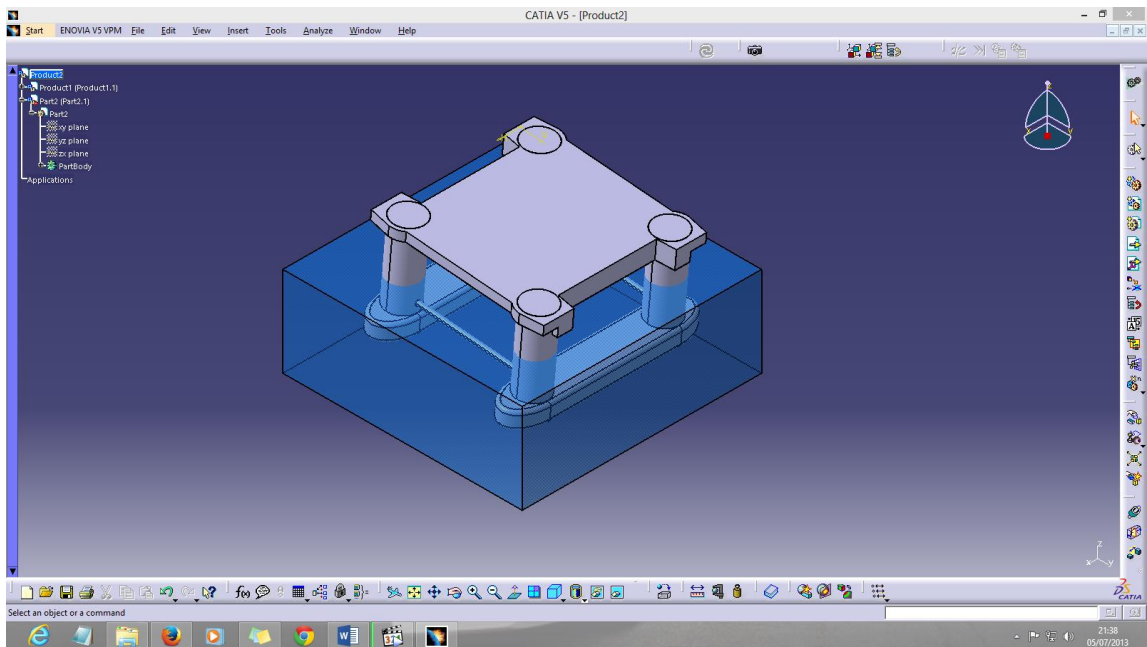 CATIA V5 - [Product2]
Start ENOVIA V5 VPM File Edit View Insert Tools Analyze Window Help
Product2
Product1 (Product1.1)
Part2 (Part2.1)
Part2
xy plane
yz plane
zx plane
PartBody
Applications
z
x y
CATIA
Select an object or a command
21:38
05/07/2013